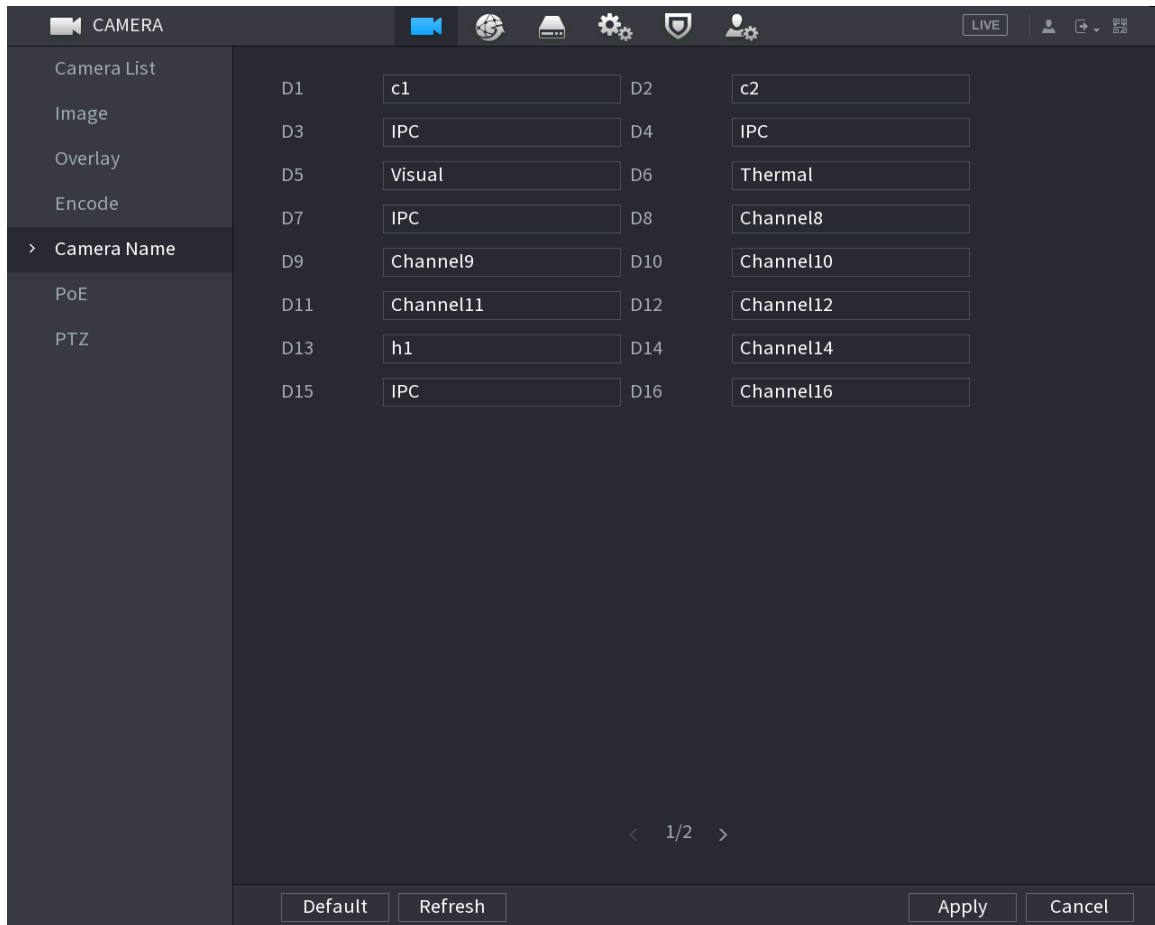 CAMERA LIVE
Camera List
Image
Overlay
Encode
> Camera Name
PoE
PTZ
D1 c1 D2 c2
D3 IPC D4 IPC
D5 Visual D6 Thermal
D7 IPC D8 Channel8
D9 Channel9 D10 Channel10
D11 Channel11 D12 Channel12
D13 h1 D14 Channel14
D15 IPC D16 Channel16
< 1/2 >
Default Refresh Apply Cancel